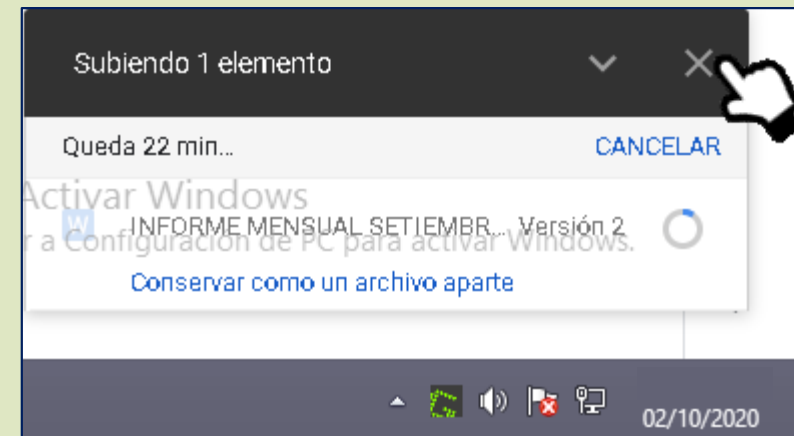 Subiendo 1 elemento
Queda 22 min...
CANCELAR
Activar Windows
INFORME MENSUAL SETIEMBR... Versión 2
r a Configuración de PC para activar Windows.
Conservar como un archivo aparte
02/10/2020